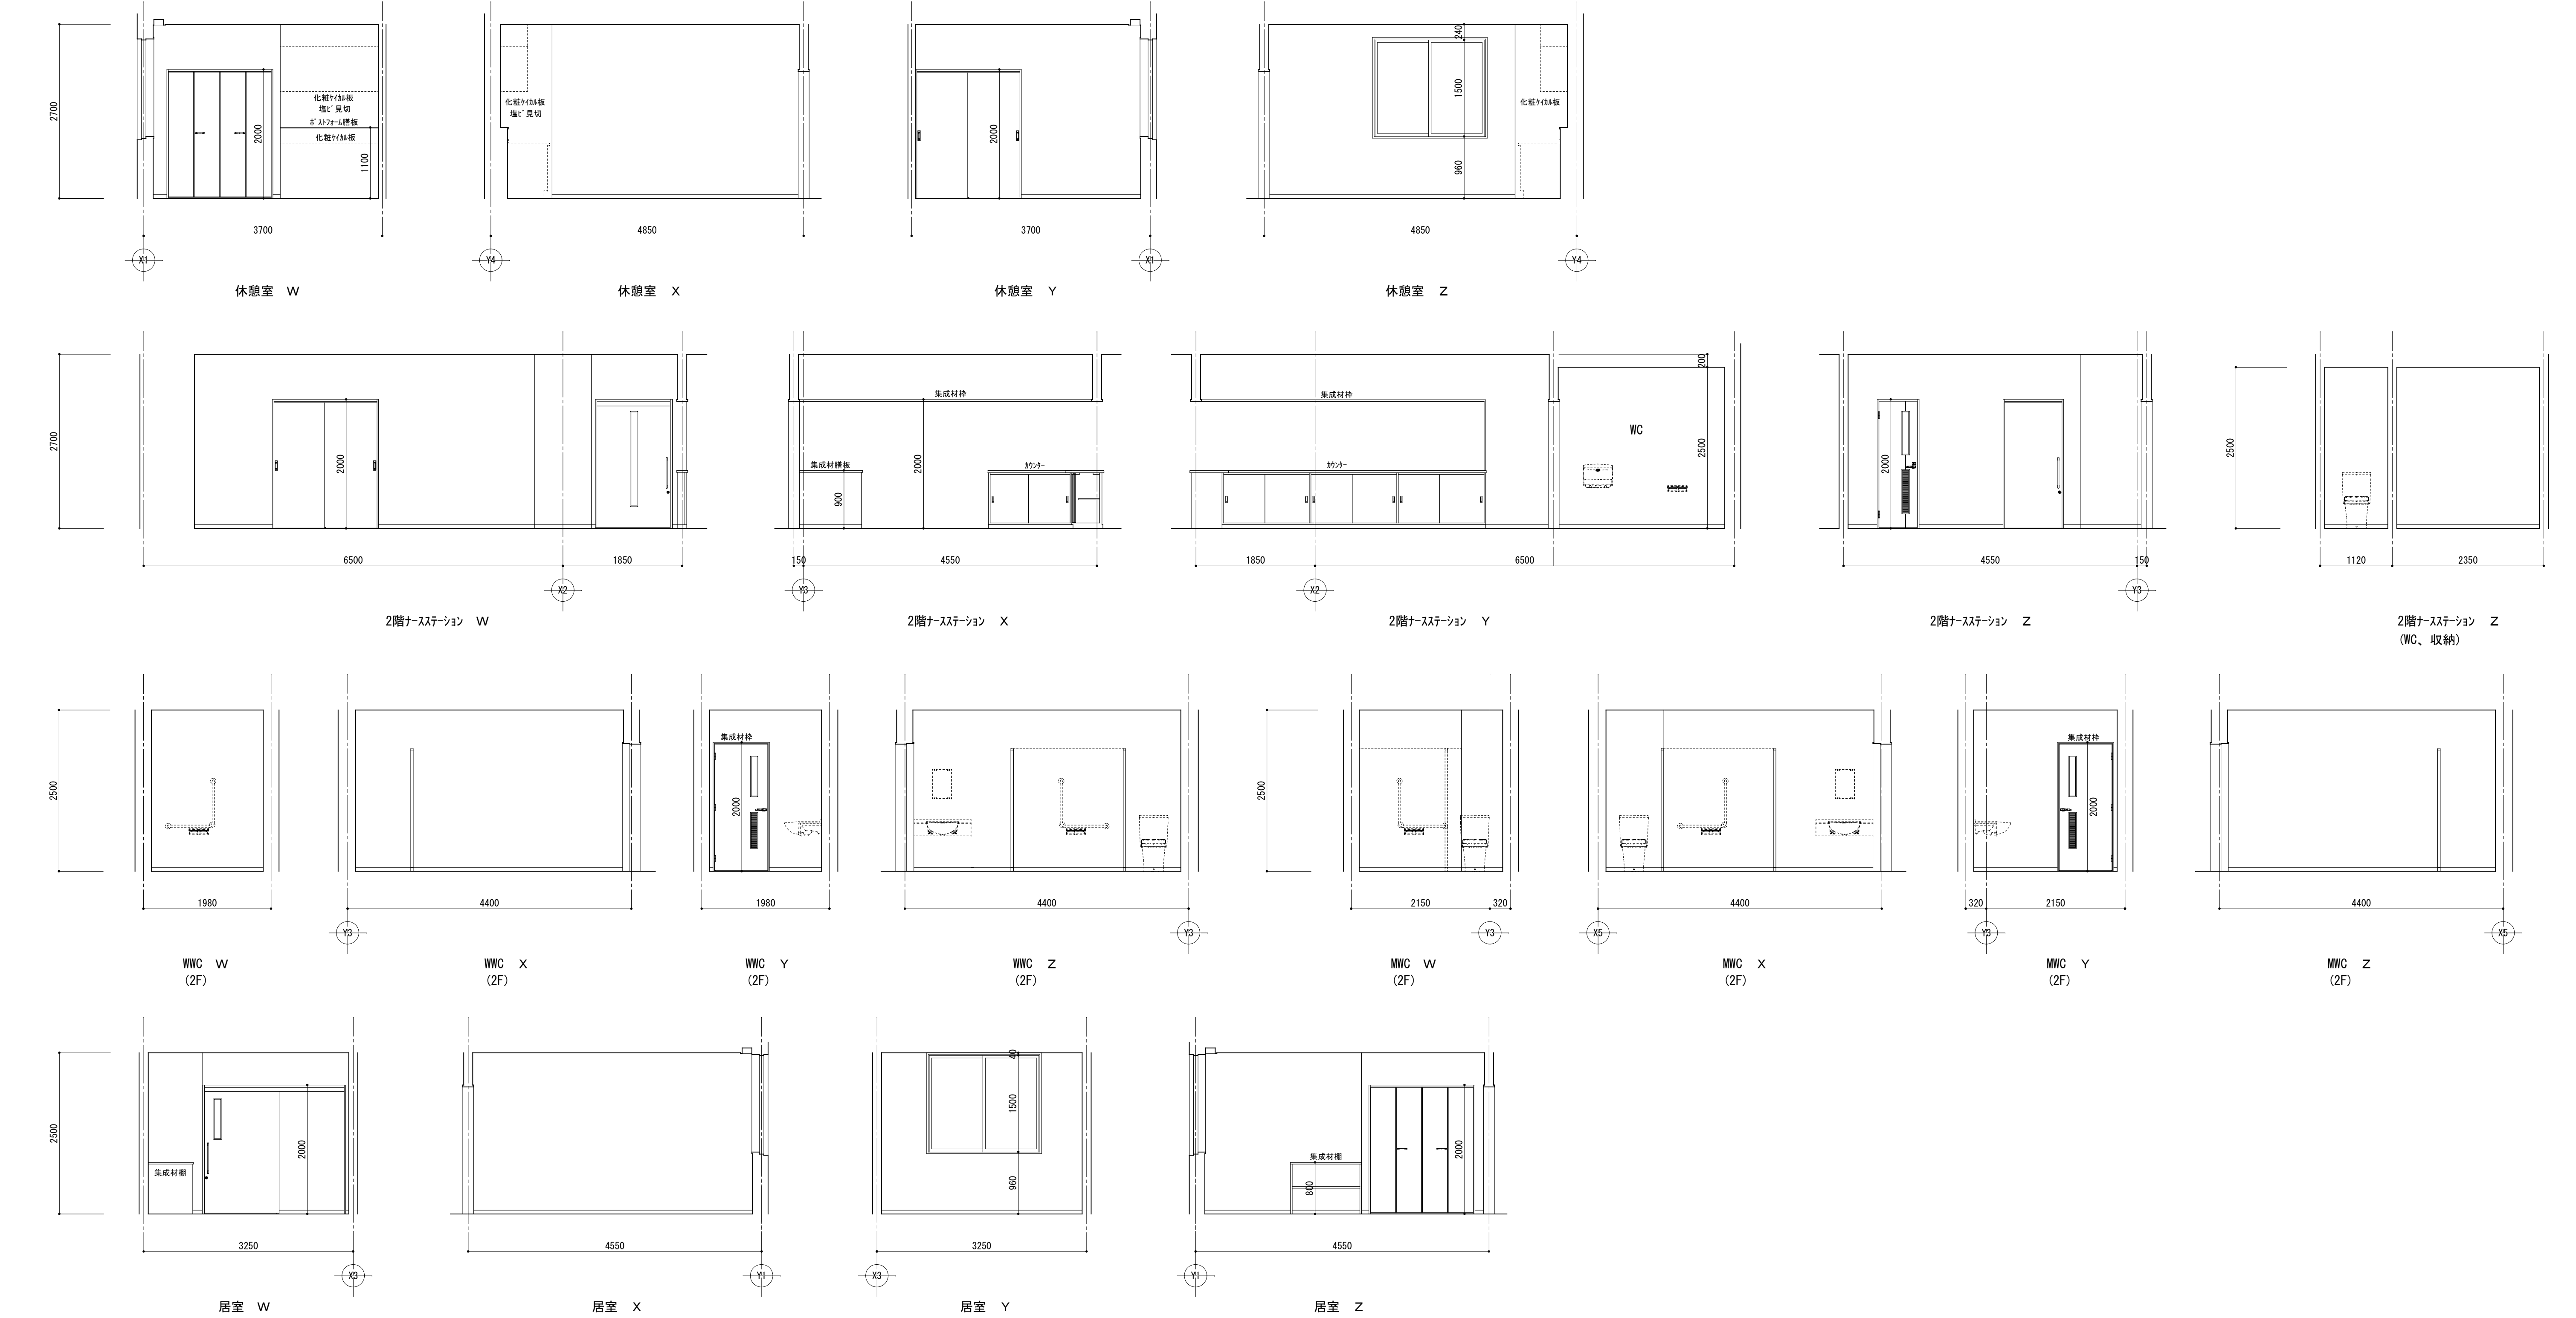 2700
化粧ｹｲｶﾙ板
塩ﾋﾞ見切
ﾎﾟｽﾄﾌｫｰﾑ膳板
化粧ｹｲｶﾙ板
2000
1100
3700
X1
休憩室　W
化粧ｹｲｶﾙ板
塩ﾋﾞ見切
4850
Y4
休憩室　X
2000
3700
X1
休憩室　Y
240
1500
960
化粧ｹｲｶﾙ板
4850
Y4
休憩室　Z
2700
2000
6500
1850
X2
2階ﾅｰｽｽﾃｰｼｮﾝ　W
集成材枠
集成材膳板
900
2000
ｶｳﾝﾀｰ
150
4550
Y3
2階ﾅｰｽｽﾃｰｼｮﾝ　X
集成材枠
ｶｳﾝﾀｰ
WC
200
2500
1850
6500
X2
2階ﾅｰｽｽﾃｰｼｮﾝ　Y
2000
4550
150
Y3
2階ﾅｰｽｽﾃｰｼｮﾝ　Z
2500
1120
2350
2階ﾅｰｽｽﾃｰｼｮﾝ　Z
(WC、収納)
2500
1980
WWC　W
(2F)
4400
Y3
WWC　X
(2F)
集成材枠
2000
1980
WWC　Y
(2F)
4400
Y3
WWC　Z
(2F)
2500
2150
320
Y3
MWC　W
(2F)
4400
X5
MWC　X
(2F)
集成材枠
2000
320
2150
Y3
MWC　Y
(2F)
4400
X5
MWC　Z
(2F)
2500
集成材棚
2000
3250
X3
居室　W
4550
Y1
居室　X
40
1500
960
3250
X3
居室　Y
集成材棚
800
2000
4550
Y1
居室　Z